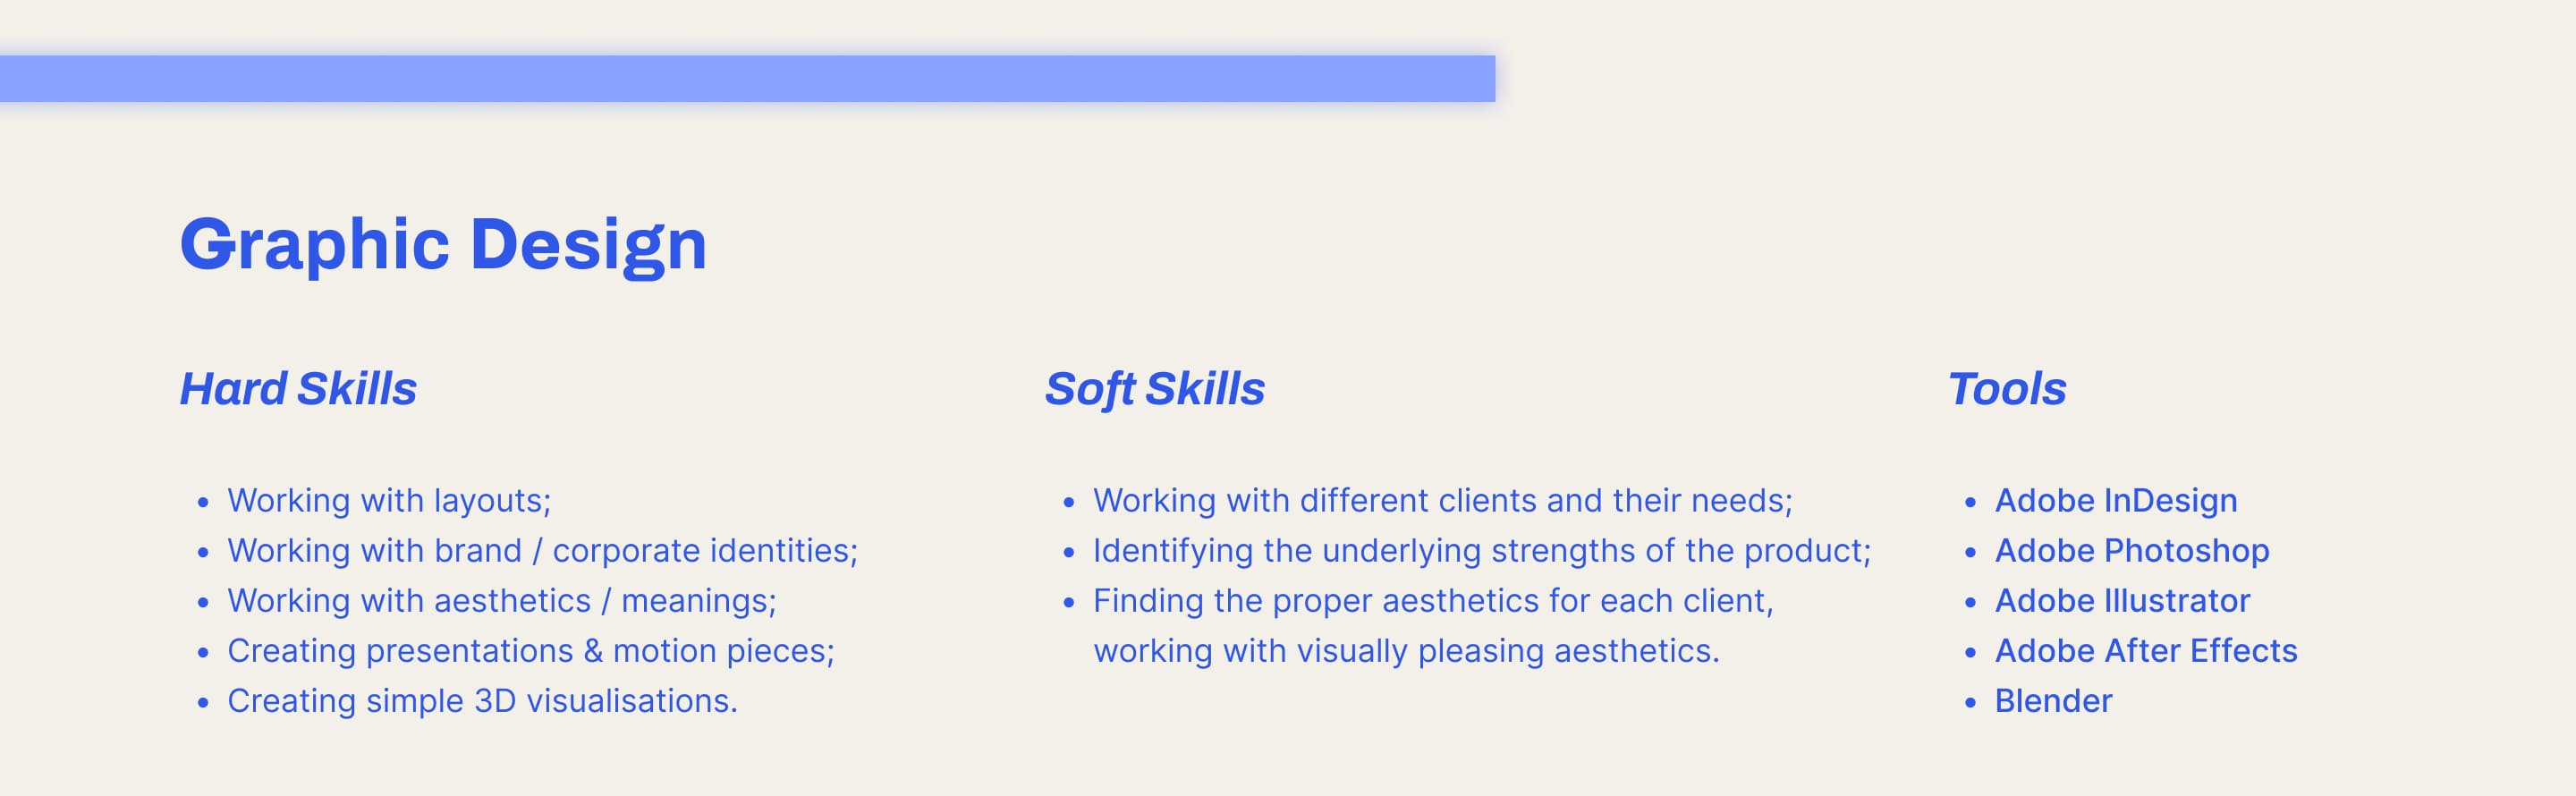 Graphic Design
Hard Skills
• Working with layouts;
• Working with brand / corporate identities;
• Working with aesthetics / meanings;
• Creating presentations & motion pieces;
• Creating simple 3D visualisations.
Soft Skills
• Working with different clients and their needs;
• Identifying the underlying strengths of the product;
• Finding the proper aesthetics for each client,
working with visually pleasing aesthetics.
Tools
• Adobe InDesign
• Adobe Photoshop
• Adobe Illustrator
• Adobe After Effects
• Blender